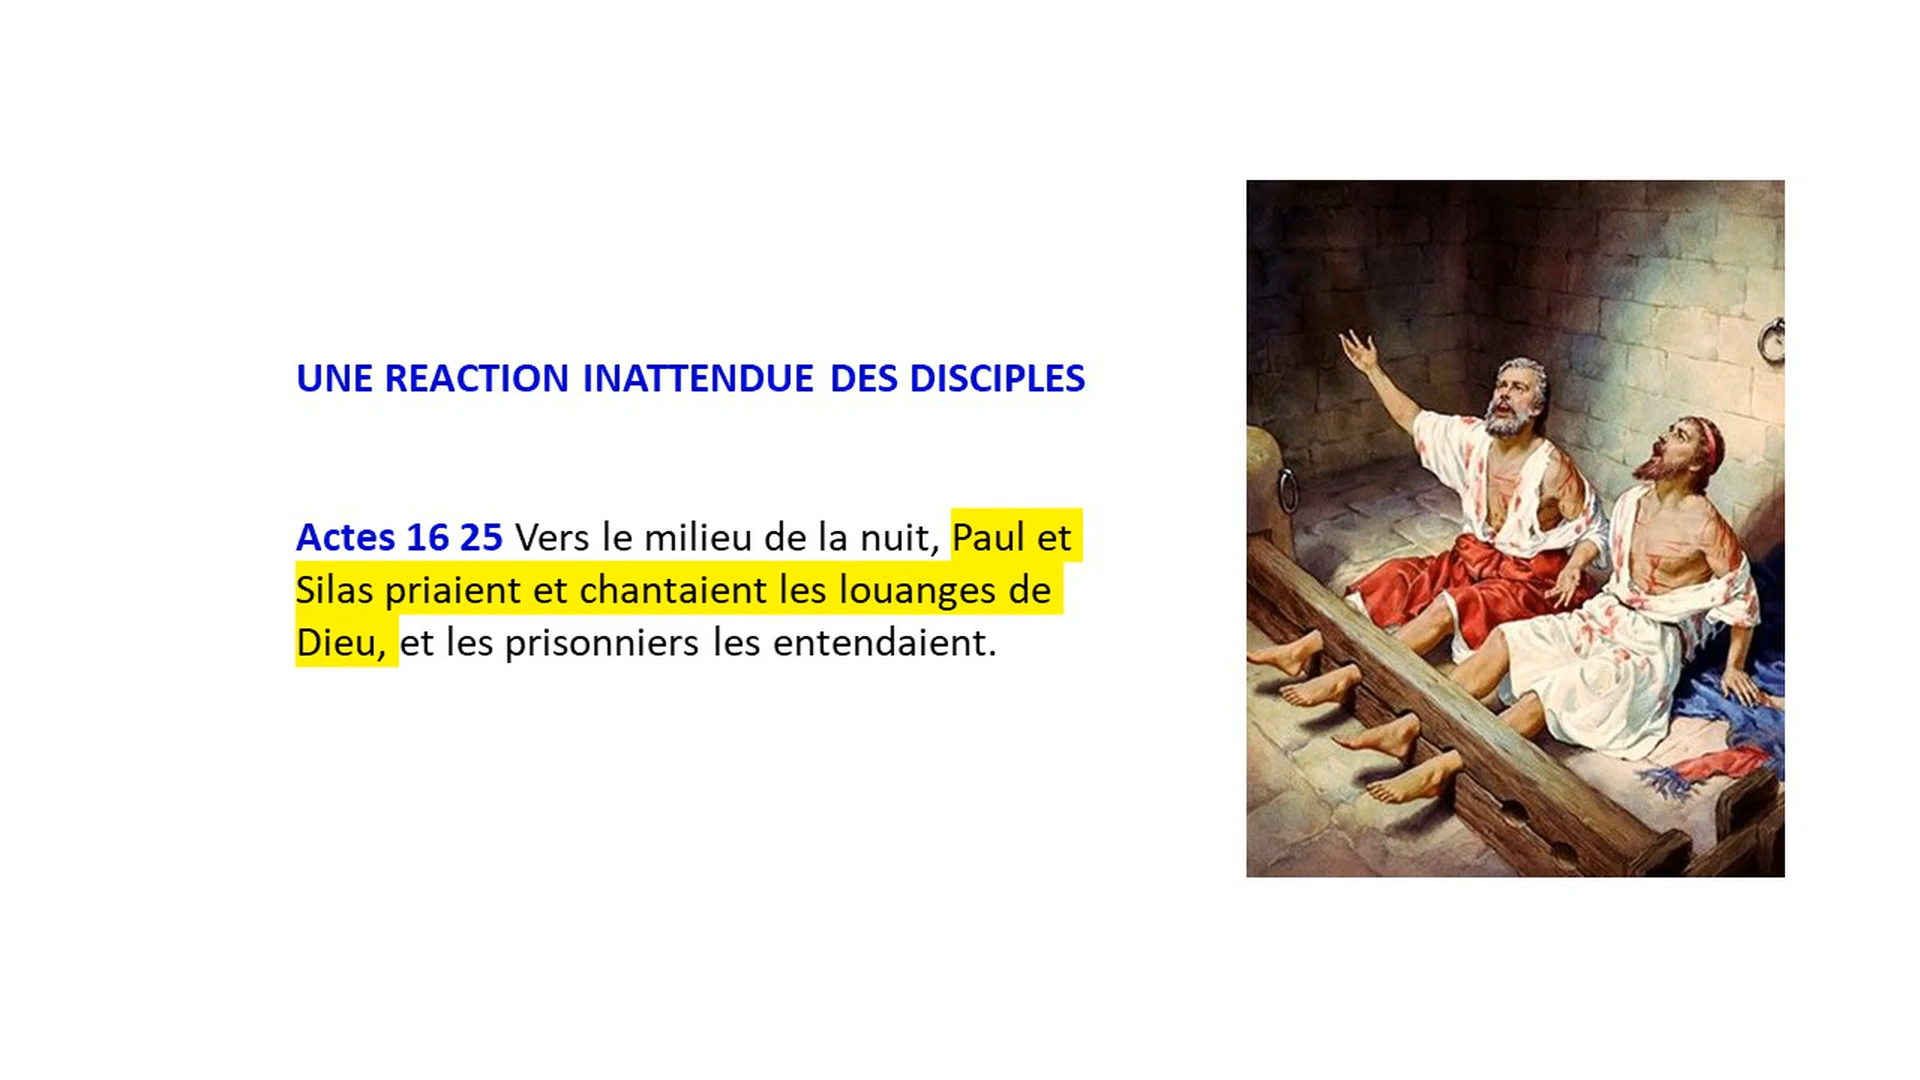 UNE REACTION INATTENDUE DES DISCIPLES
Actes 16 25 Vers le milieu de la nuit, Paul et
Silas priaient et chantaient les louanges de
Dieu, et les prisonniers les entendaient.